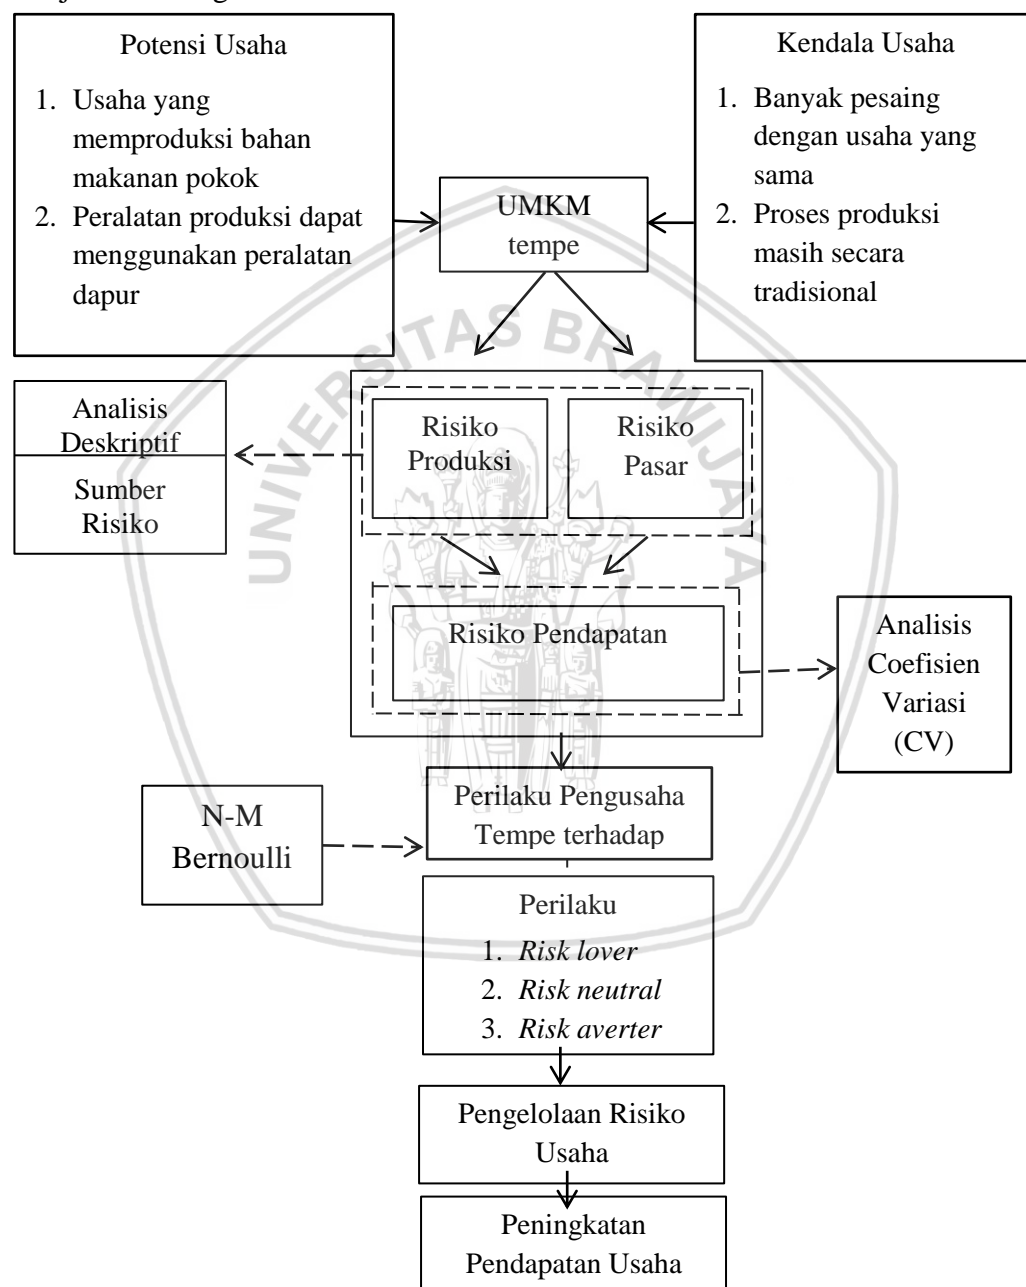 Potensi Usaha
1. Usaha yang
memproduksi bahan
makanan pokok
2. Peralatan produksi dapat
menggunakan peralatan
dapur
Kendala Usaha
1. Banyak pesaing
dengan usaha yang
sama
2. Proses produksi
masih secara
tradisional
UMKM
tempe
UNIVERSITAS BRAWIJAYA
Analisis
Deskriptif
Sumber
Risiko
Risiko
Produksi
Risiko
Pasar
Risiko Pendapatan
Analisis
Coefisien
Variasi
(CV)
N-M
Bernoulli
Perilaku Pengusaha
Tempe terhadap
Perilaku
1. Risk lover
2. Risk neutral
3. Risk averter
Pengelolaan Risiko
Usaha
Peningkatan
Pendapatan Usaha